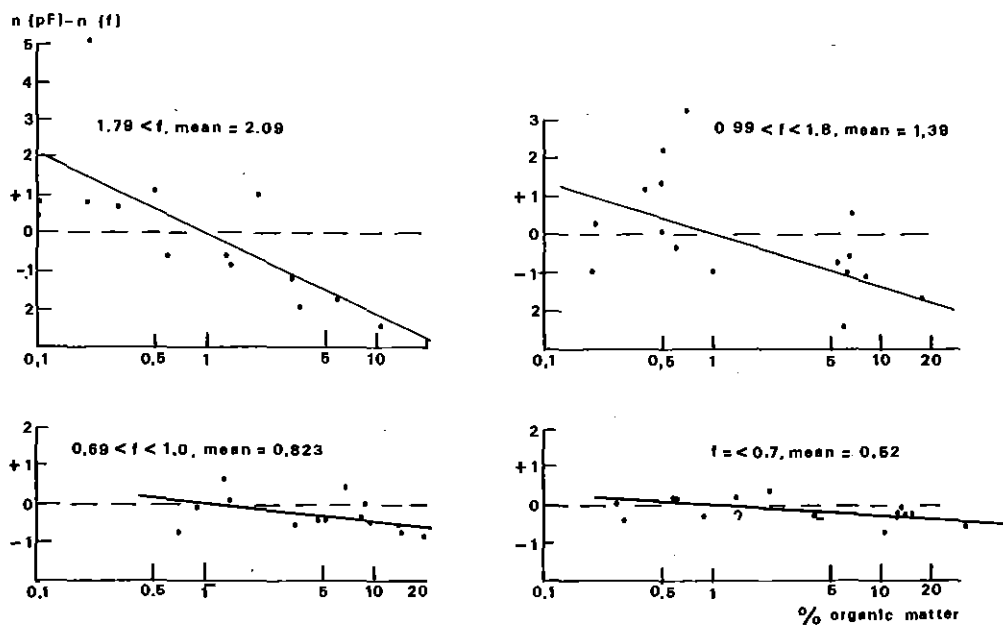 n (pF)-n (f)
5
4
3
2
+1
0
-1
2
0,1 0,5 1 5 10
1.79 < f, mean = 2.09
3
2
+1
0
-1
2
0,1 0,5 1 5 10 20
0 99 < f < 1.8, mean = 1,39
2
+1
0
-1
0,1 0,5 1 5 10 20
0,69 < f < 1.0, mean = 0.823
2
+1
0
-1
0,1 0,5 1 5 10 20
f = < 0.7, mean = 0.52
?
% organic matter